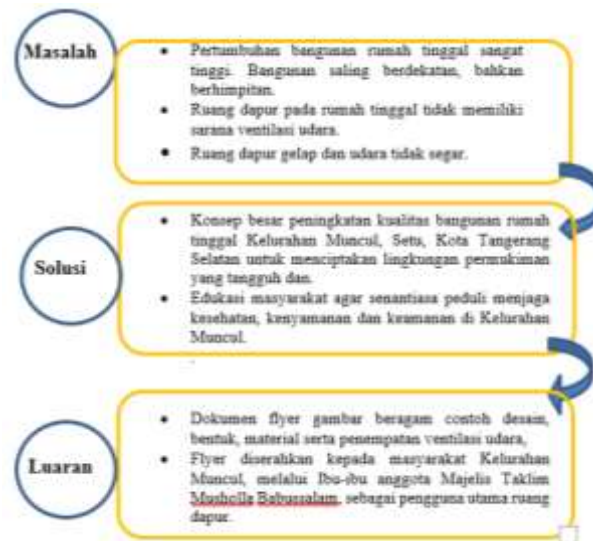 Masalah
• Pertumbuhan bangunan rumah tinggal sangat
tinggi. Bangunan saling berdekatan, bahkan
berhimpitan.
• Ruang dapur pada rumah tinggal tidak memiliki
sarana ventilasi udara.
• Ruang dapur gelap dan udara tidak segar.
Solusi
• Konsep besar peningkatan kualitas bangunan rumah
tinggal Kelurahan Muncul, Setu, Kota Tangerang
Selatan untuk menciptakan lingkungan permukiman
yang tangguh dan.
• Edukasi masyarakat agar senantiasa peduli menjaga
kesehatan, kenyamanan dan keamanan di Kelurahan
Muncul.
.
Luaran
• Dokumen flyer gambar beragam contoh desain,
bentuk, material serta penempatan ventilasi udara,
• Flyer diserahkan kepada masyarakat Kelurahan
Muncul, melalui Ibu-ibu anggota Majelis Taklim
Musholla Babussalam, sebagai pengguna utama ruang
dapur.